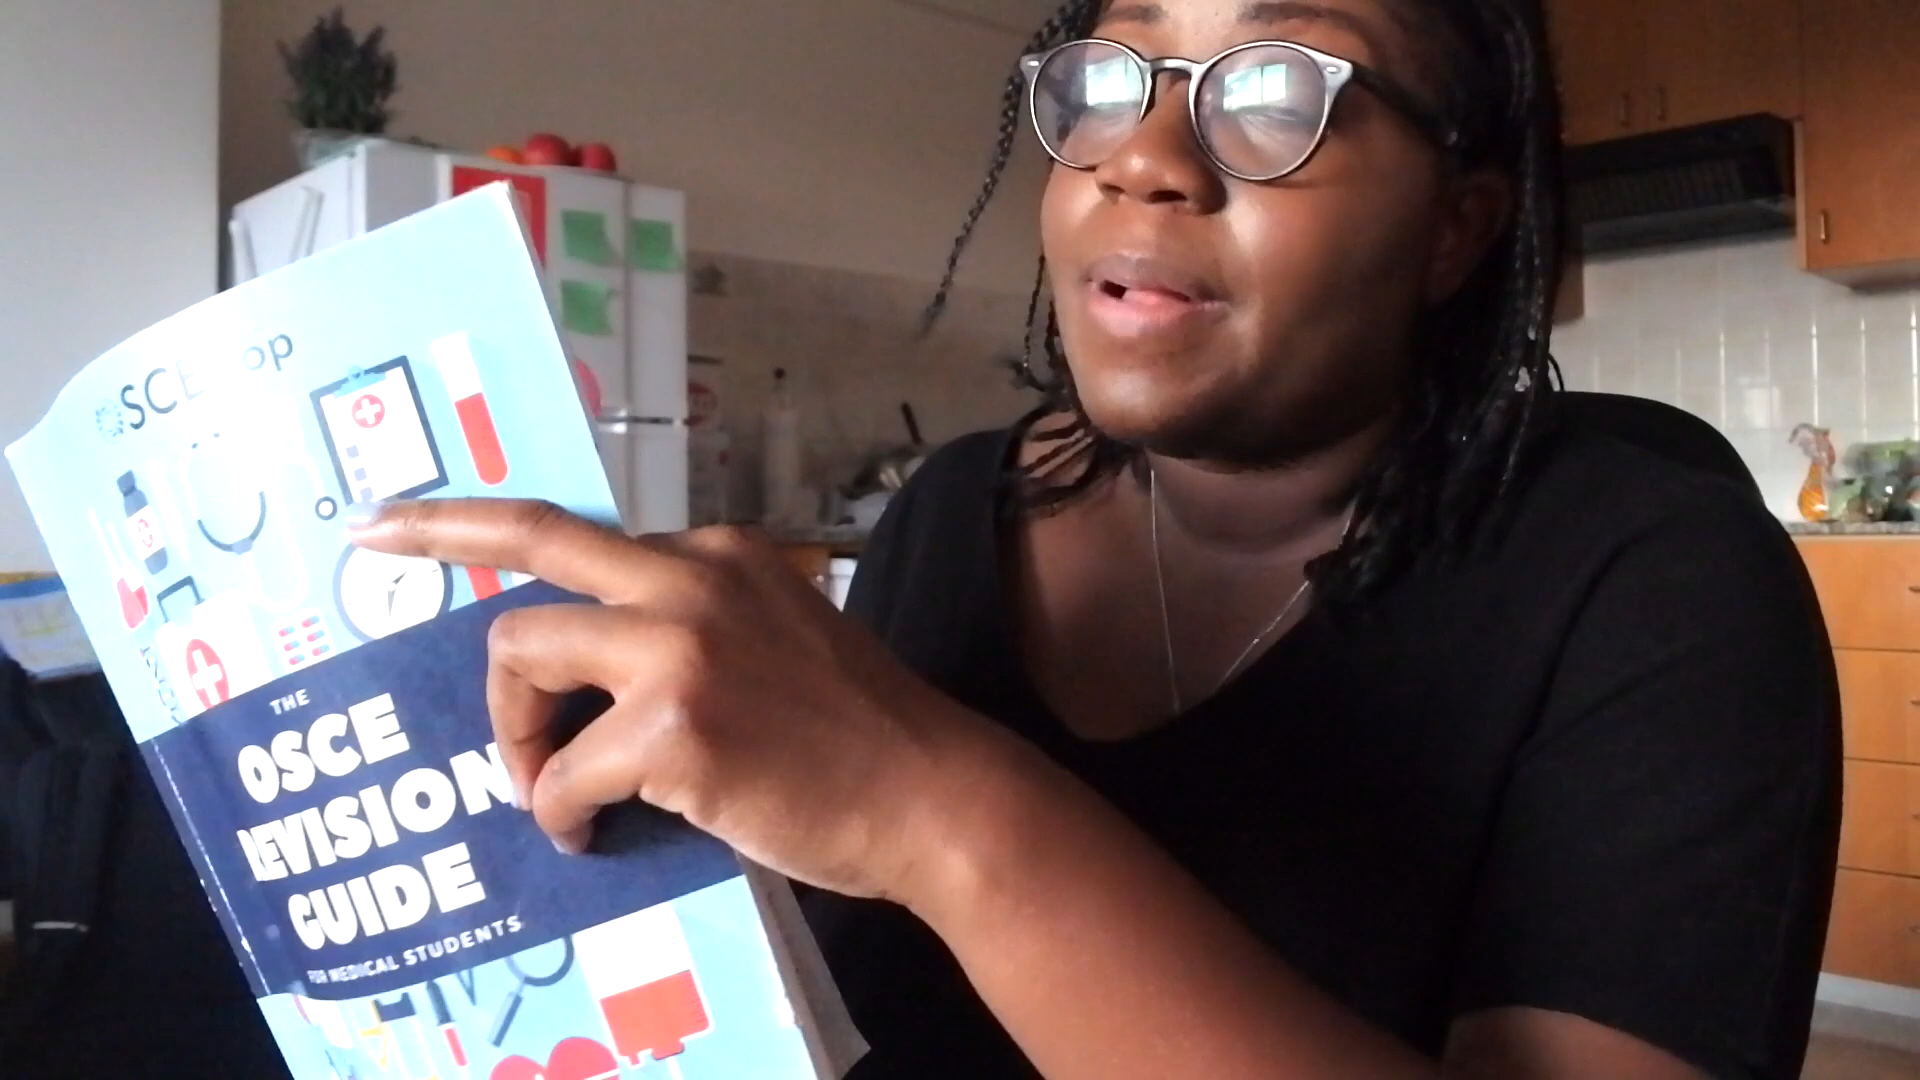 THE
OSCE
REVISION
GUIDE
FOR MEDICAL STUDENTS